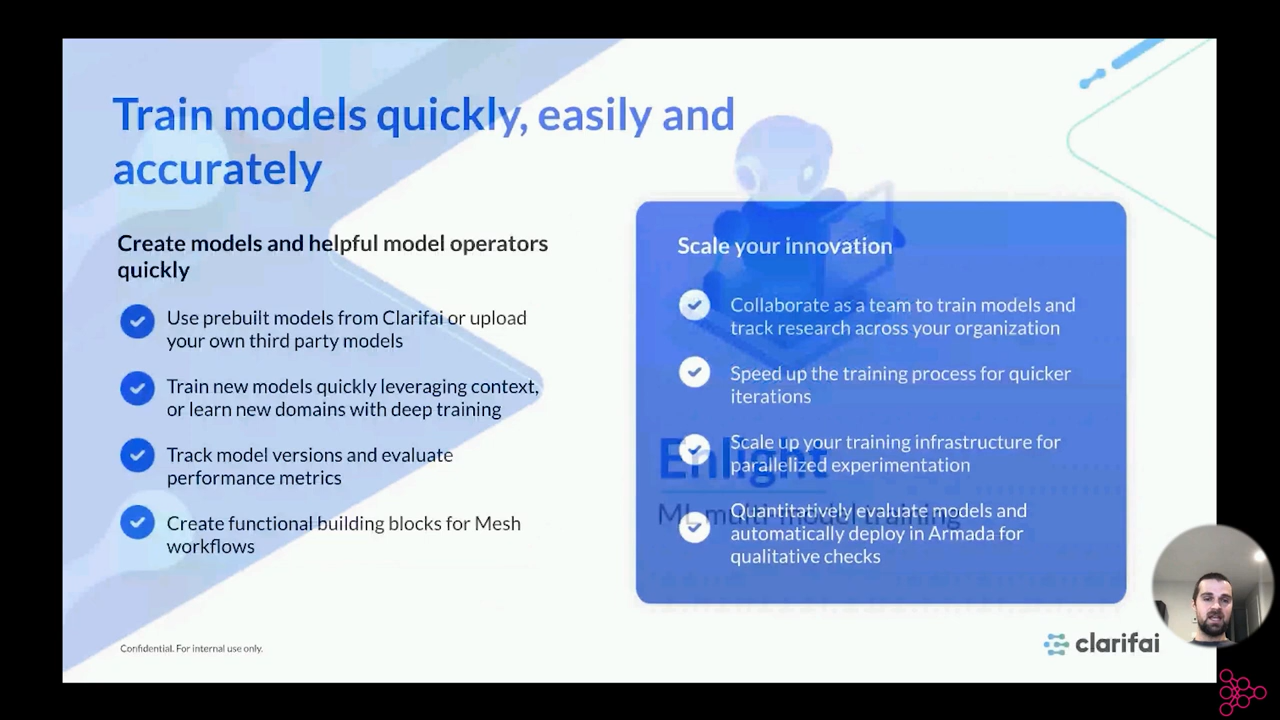 Train models quickly, easily and
accurately
Create models and helpful model operators
quickly
Use prebuilt models from Clarifai or upload
your own third party models
Train new models quickly leveraging context,
or learn new domains with deep training
Track model versions and evaluate
performance metrics
Create functional building blocks for Mesh
workflows
Scale your innovation
Collaborate as a team to train models and
track research across your organization
Speed up the training process for quicker
iterations
Scale up your training infrastructure for
parallelized experimentation
Quantitatively evaluate models and
automatically deploy in Armada for
qualitative checks
Enlight
ML multi-model training
Confidential. For internal use only.
clarifai